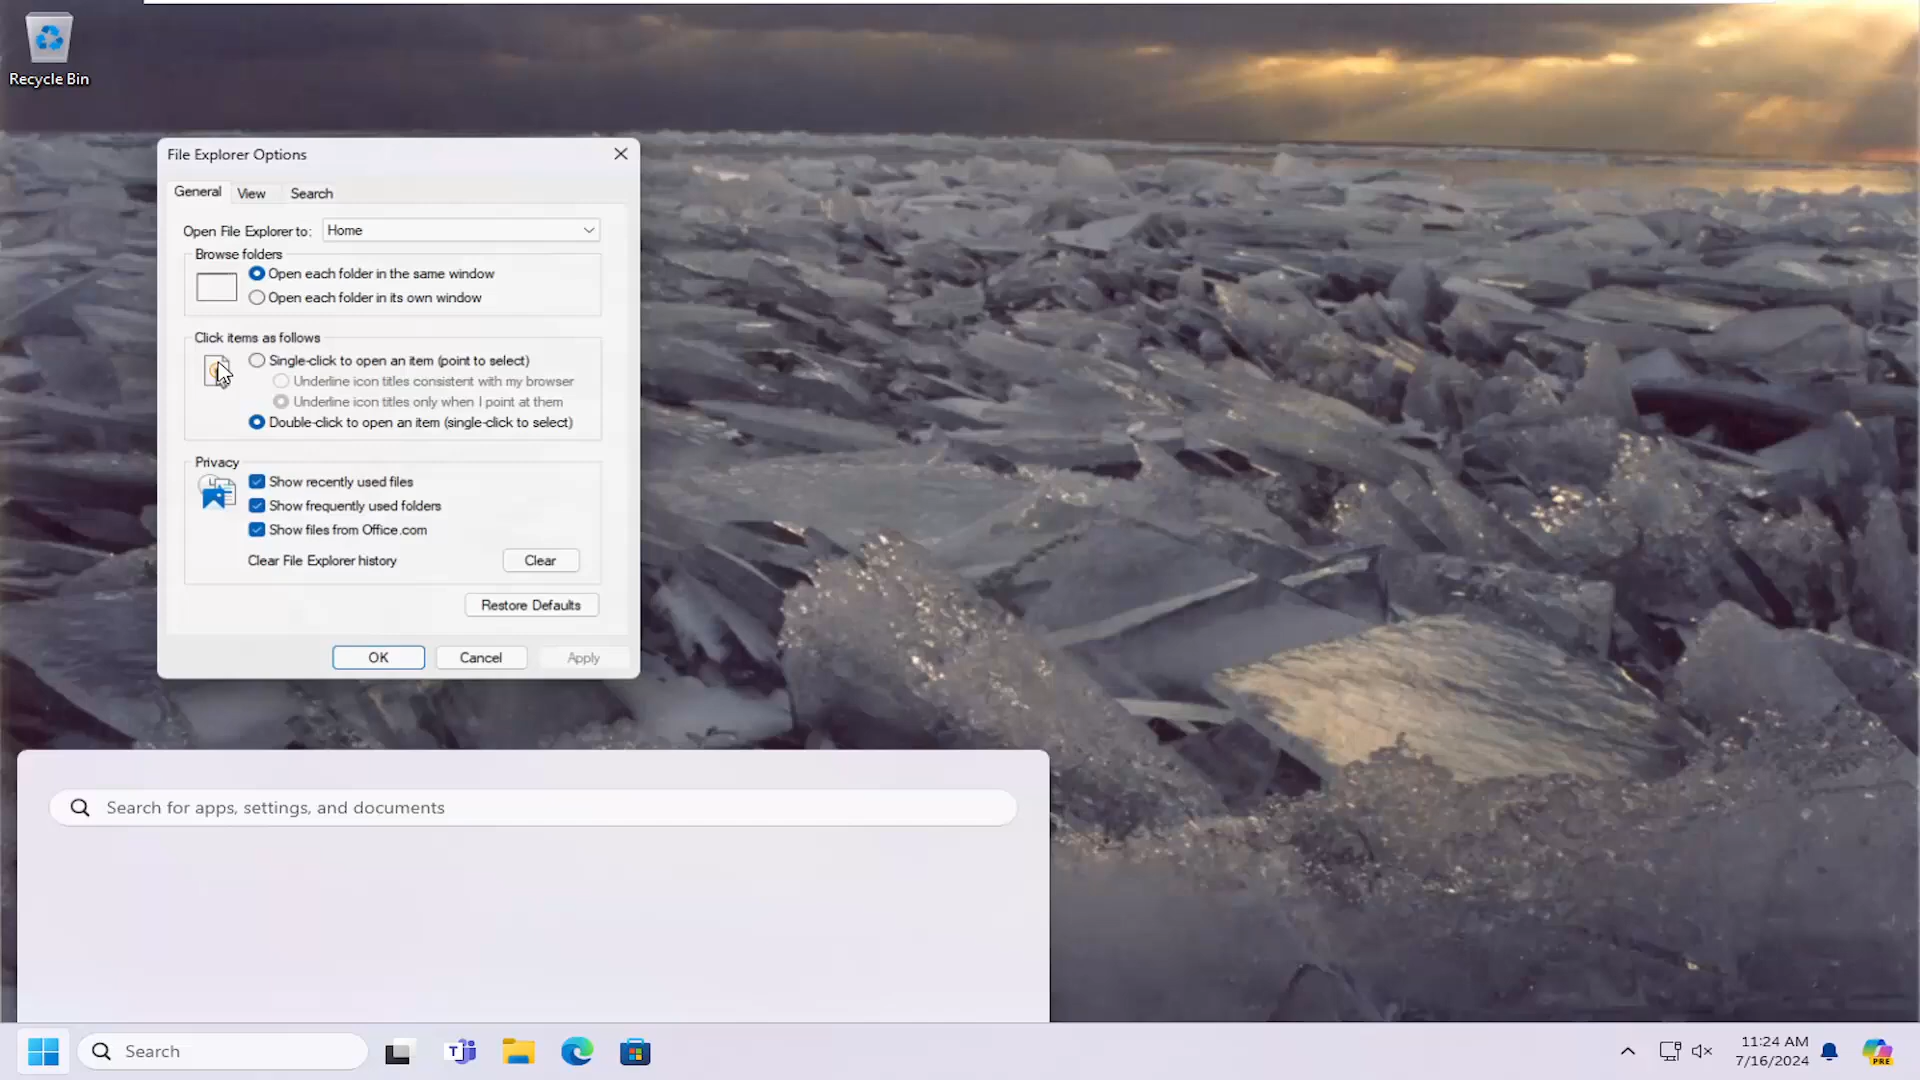 Recycle Bin
File Explorer Options
General View Search
Open File Explorer to: Home
Browse folders
Open each folder in the same window
Open each folder in its own window
Click items as follows
Single-click to open an item (point to select)
Underline icon titles consistent with my browser
Underline icon titles only when I point at them
Double-click to open an item (single-click to select)
Privacy
Show recently used files
Show frequently used folders
Show files from Office.com
Clear File Explorer history Clear
Restore Defaults
OK Cancel Apply
Search for apps, settings, and documents
Search
11:24 AM
7/16/2024
PRE